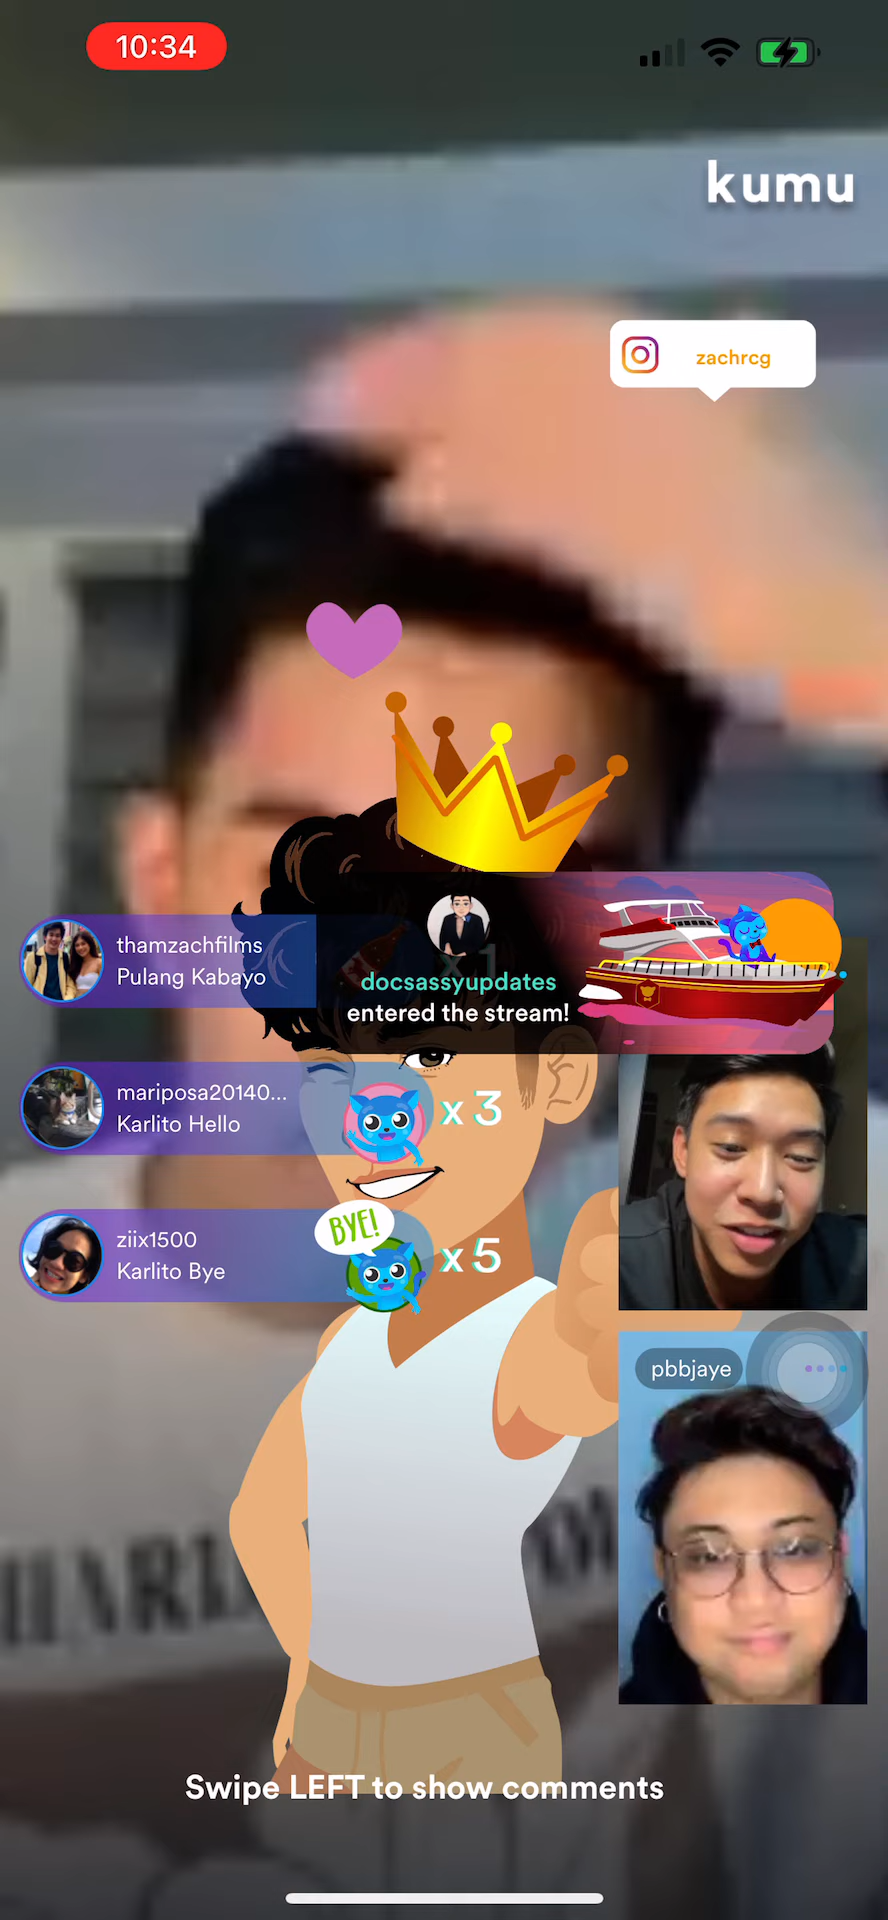 10:34
kumu
zachrcg
thamzachfilms
Pulang Kabayo
x 1
docsassyupdates
entered the stream!
mariposa20140...
Karlito Hello
x 3
BYE!
ziix1500
Karlito Bye
x 5
pbbjaye
Swipe LEFT to show comments